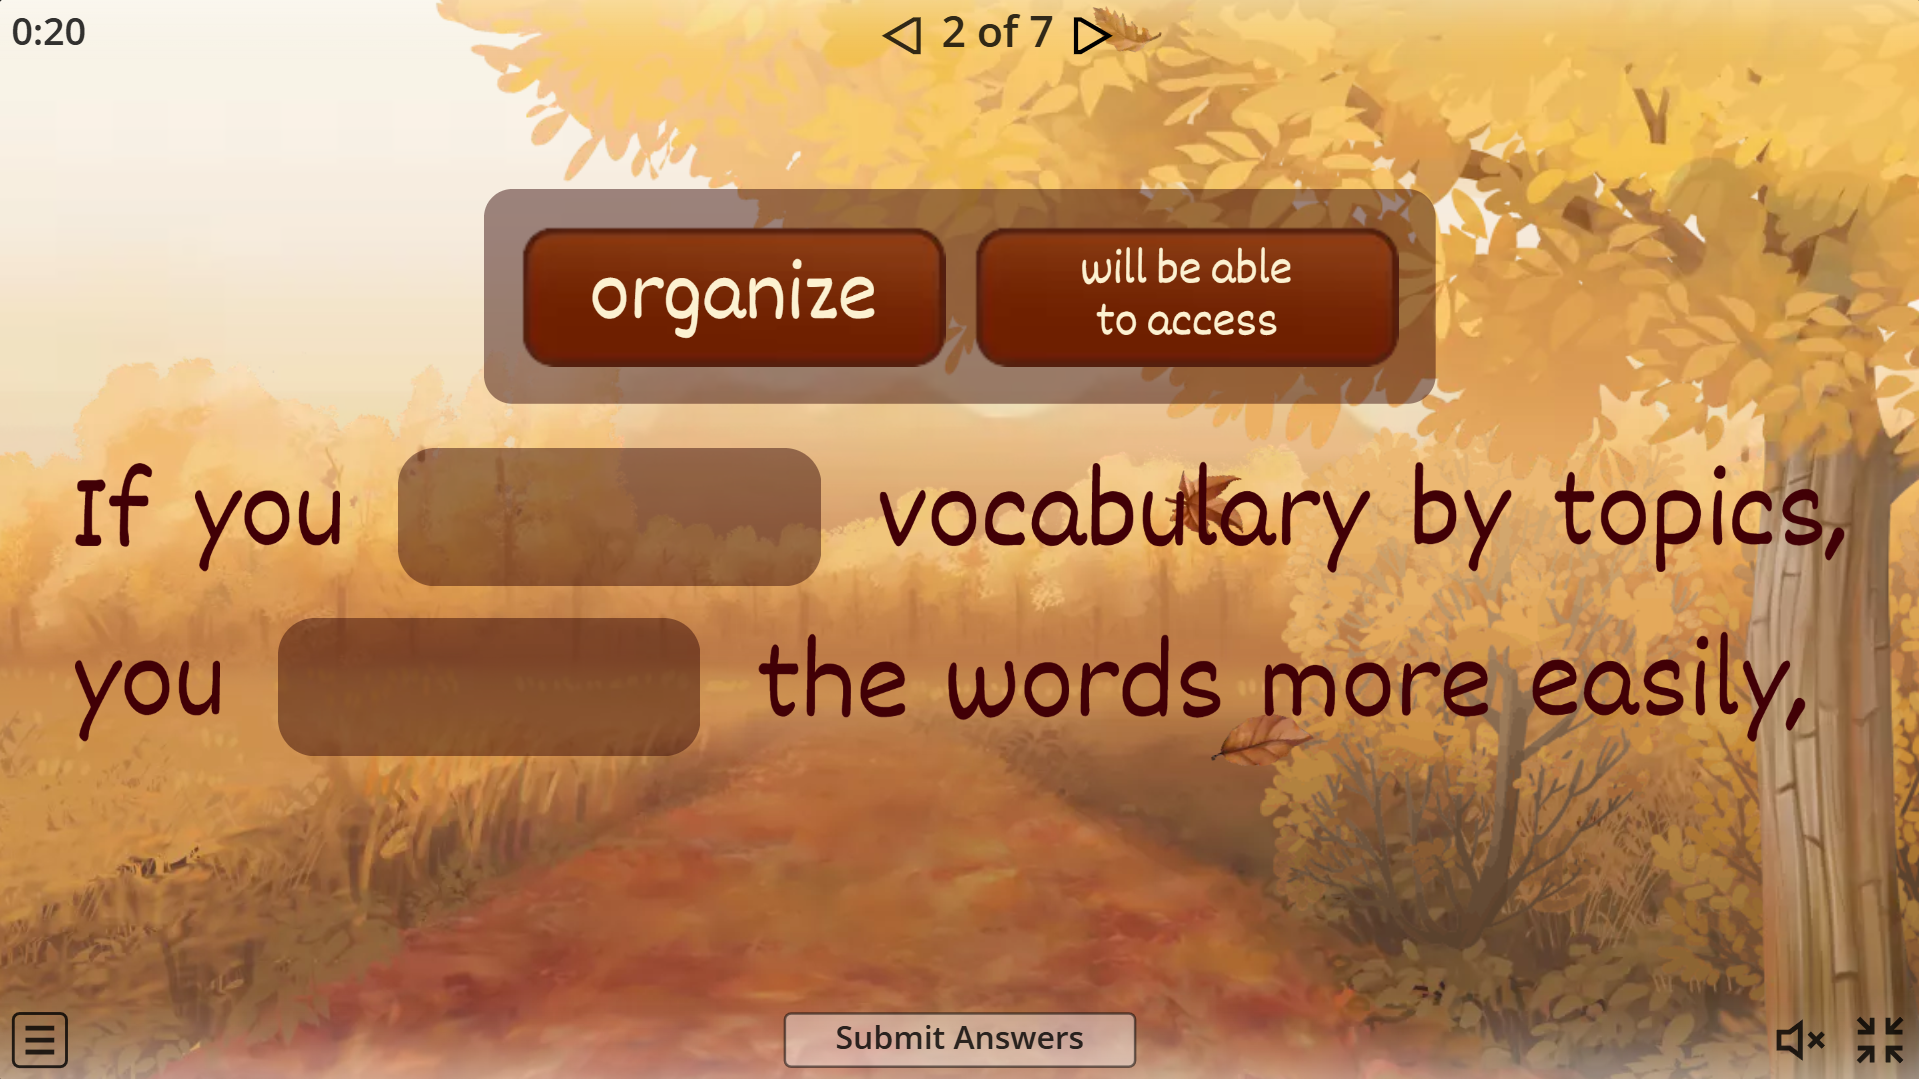 0:20
2 of 7
organize
will be able
to access
If you vocabulary by topics,
you the words more easily,
Submit Answers